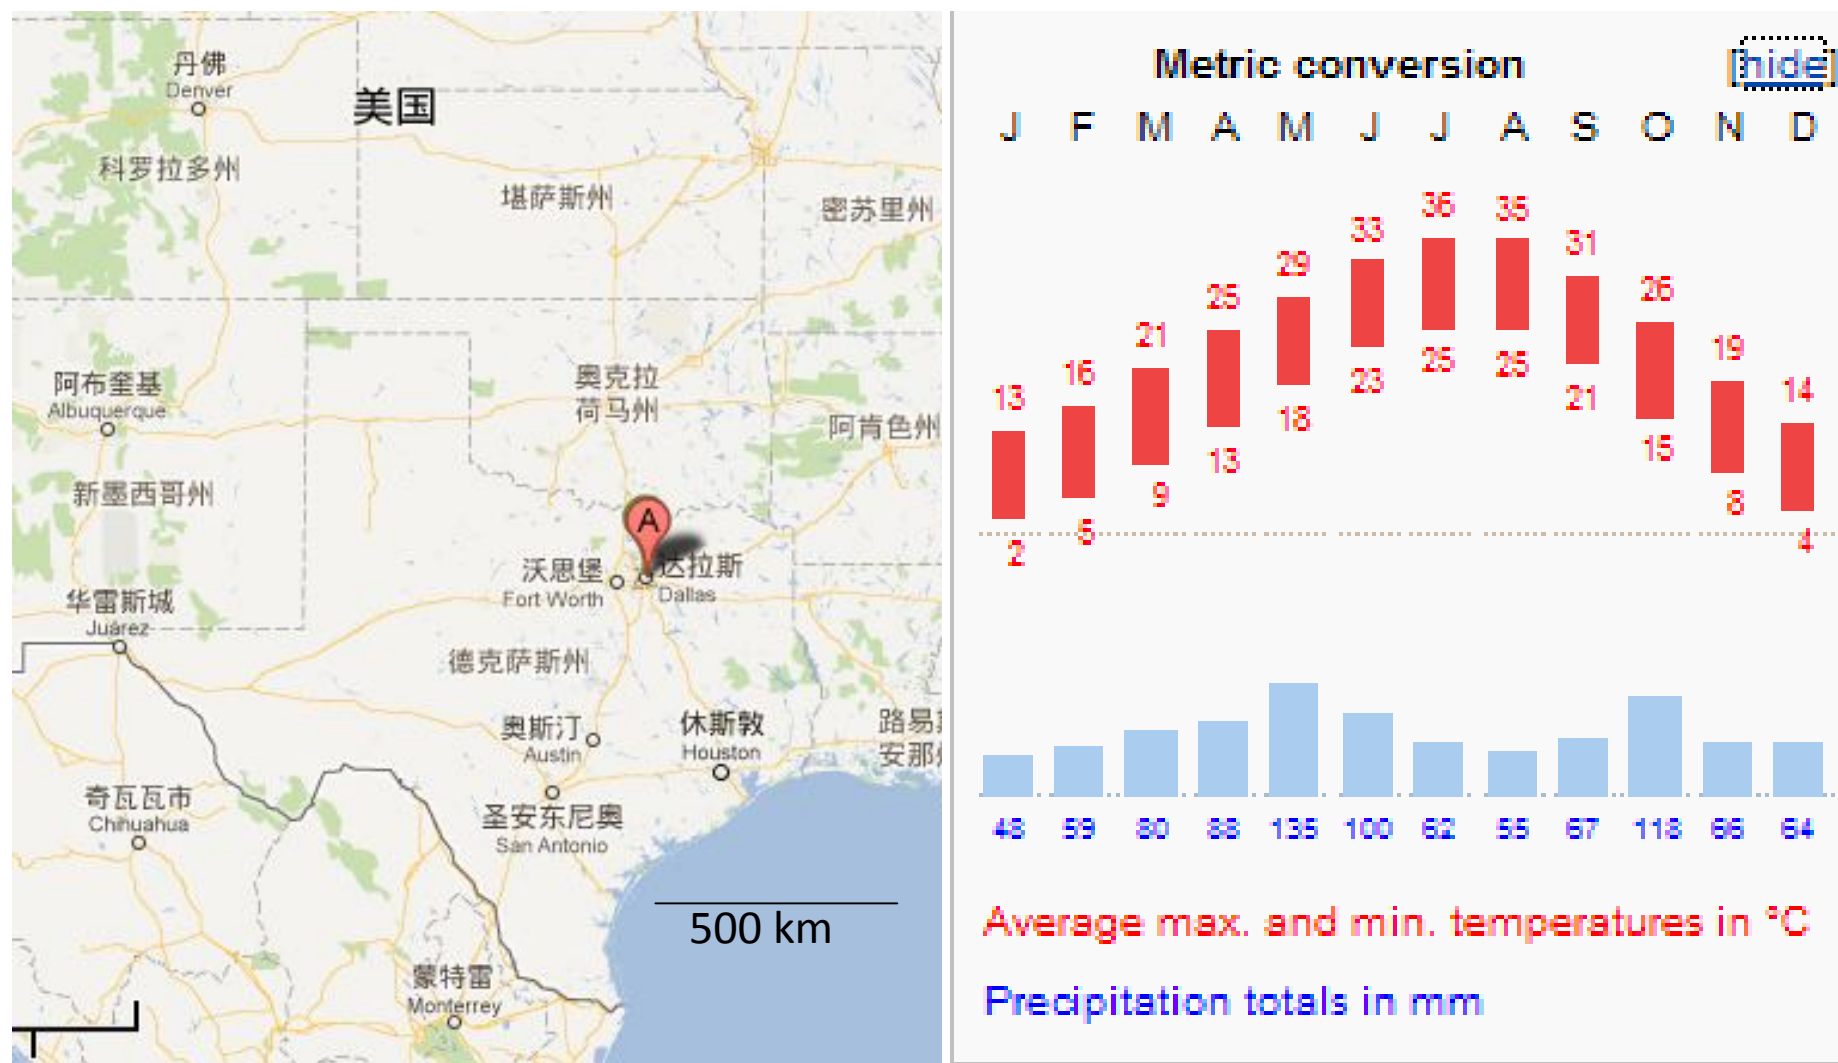 丹佛
Denver
美国
科罗拉多州
堪萨斯州
密苏里州
阿布奎基
Albuquerque
奥克拉
荷马州
阿肯色州
新墨西哥州
A
沃思堡
Fort Worth
达拉斯
Dallas
华雷斯城
Juárez
德克萨斯州
奥斯汀
Austin
休斯敦
Houston
路易
安那
奇瓦瓦市
Chihuahua
圣安东尼奥
San Antonio
500 km
蒙特雷
Monterrey
Metric conversion [hide]
J F M A M J J A S O N D
13 16 21 25 29 33 36 35 31 26 19 14
2 5 9 13 18 23 25 25 21 15 8 4
48 59 80 88 135 100 62 55 67 118 66 64
Average max. and min. temperatures in °C
Precipitation totals in mm